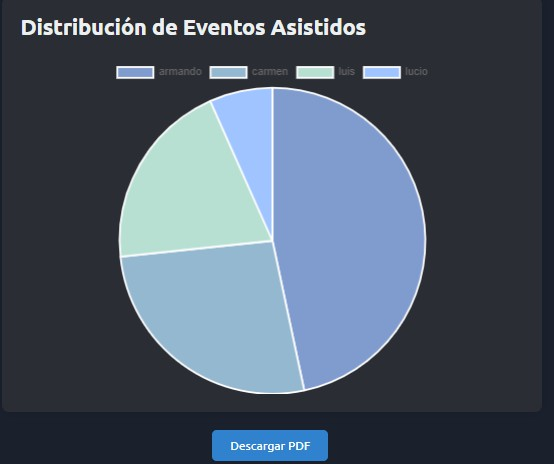 Distribución de Eventos Asistidos
armando carmen luis lucio
Descargar PDF